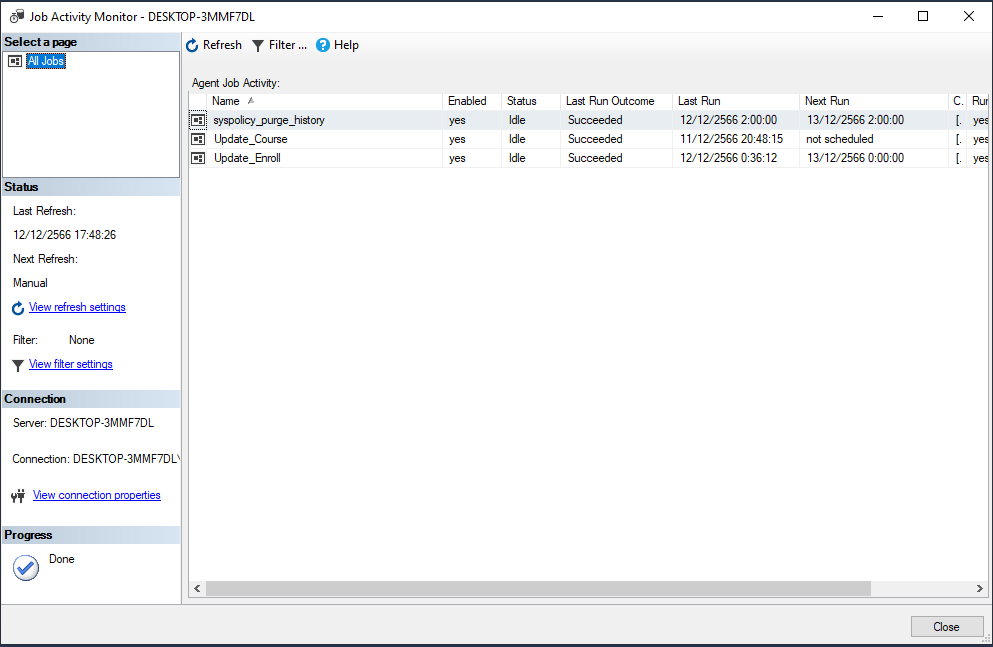 Job Activity Monitor - DESKTOP-3MMF7DL
Select a page
All Jobs
Refresh Filter ... Help
Agent Job Activity:
Name Enabled Status Last Run Outcome Last Run Next Run C. Run
syspolicy_purge_history yes Idle Succeeded 12/12/2566 2:00:00 13/12/2566 2:00:00 [. yes
Update_Course yes Idle Succeeded 11/12/2566 20:48:15 not scheduled [. yes
Update_Enroll yes Idle Succeeded 12/12/2566 0:36:12 13/12/2566 0:00:00 [. yes
Status
Last Refresh:
12/12/2566 17:48:26
Next Refresh:
Manual
View refresh settings
Filter: None
View filter settings
Connection
Server: DESKTOP-3MMF7DL
Connection: DESKTOP-3MMF7DL\
View connection properties
Progress
Done
Close